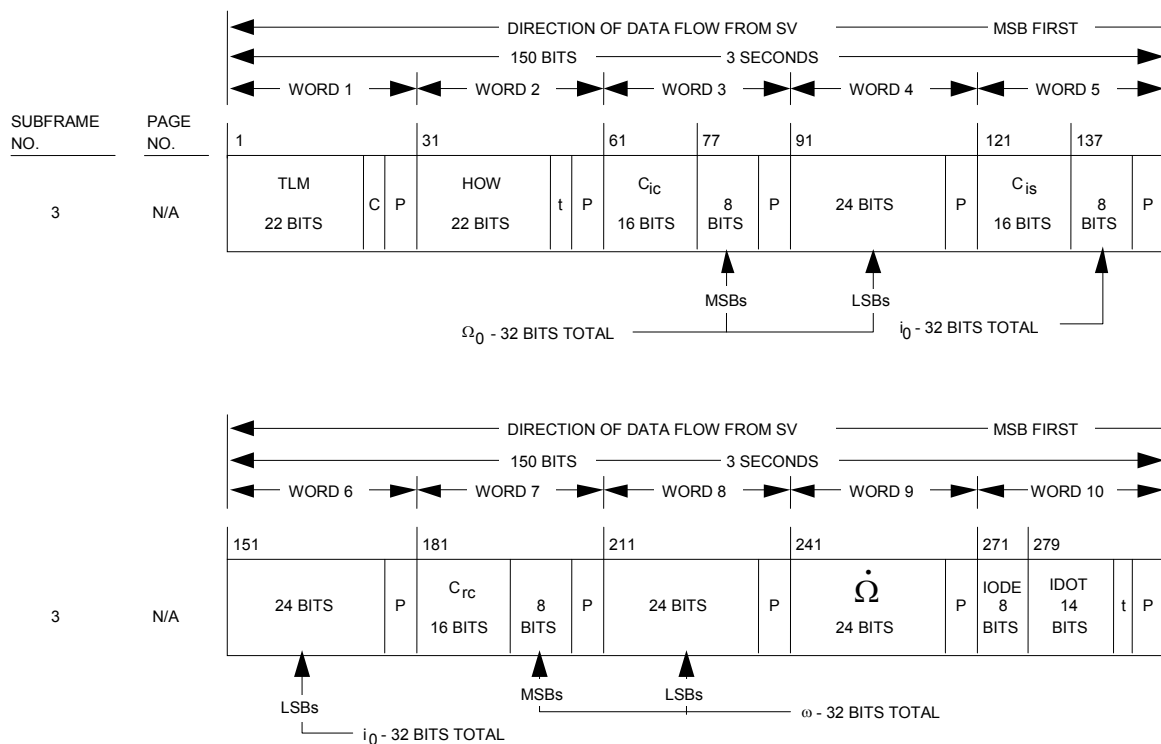 DIRECTION OF DATA FLOW FROM SV MSB FIRST
150 BITS 3 SECONDS
WORD 1 WORD 2 WORD 3 WORD 4 WORD 5
SUBFRAME NO. PAGE NO.
1 31 61 77 91 121 137
3 N/A
TLM 22 BITS C P HOW 22 BITS t P C_ic 16 BITS 8 BITS P 24 BITS P C_is 16 BITS 8 BITS P
MSBs LSBs
Ω₀ - 32 BITS TOTAL i₀ - 32 BITS TOTAL
DIRECTION OF DATA FLOW FROM SV MSB FIRST
150 BITS 3 SECONDS
WORD 6 WORD 7 WORD 8 WORD 9 WORD 10
151 181 211 241 271 279
3 N/A
24 BITS P C_rc 16 BITS 8 BITS P 24 BITS P Ω̇ 24 BITS P IODE 8 BITS IDOT 14 BITS t P
LSBs MSBs LSBs
ω - 32 BITS TOTAL
i₀ - 32 BITS TOTAL